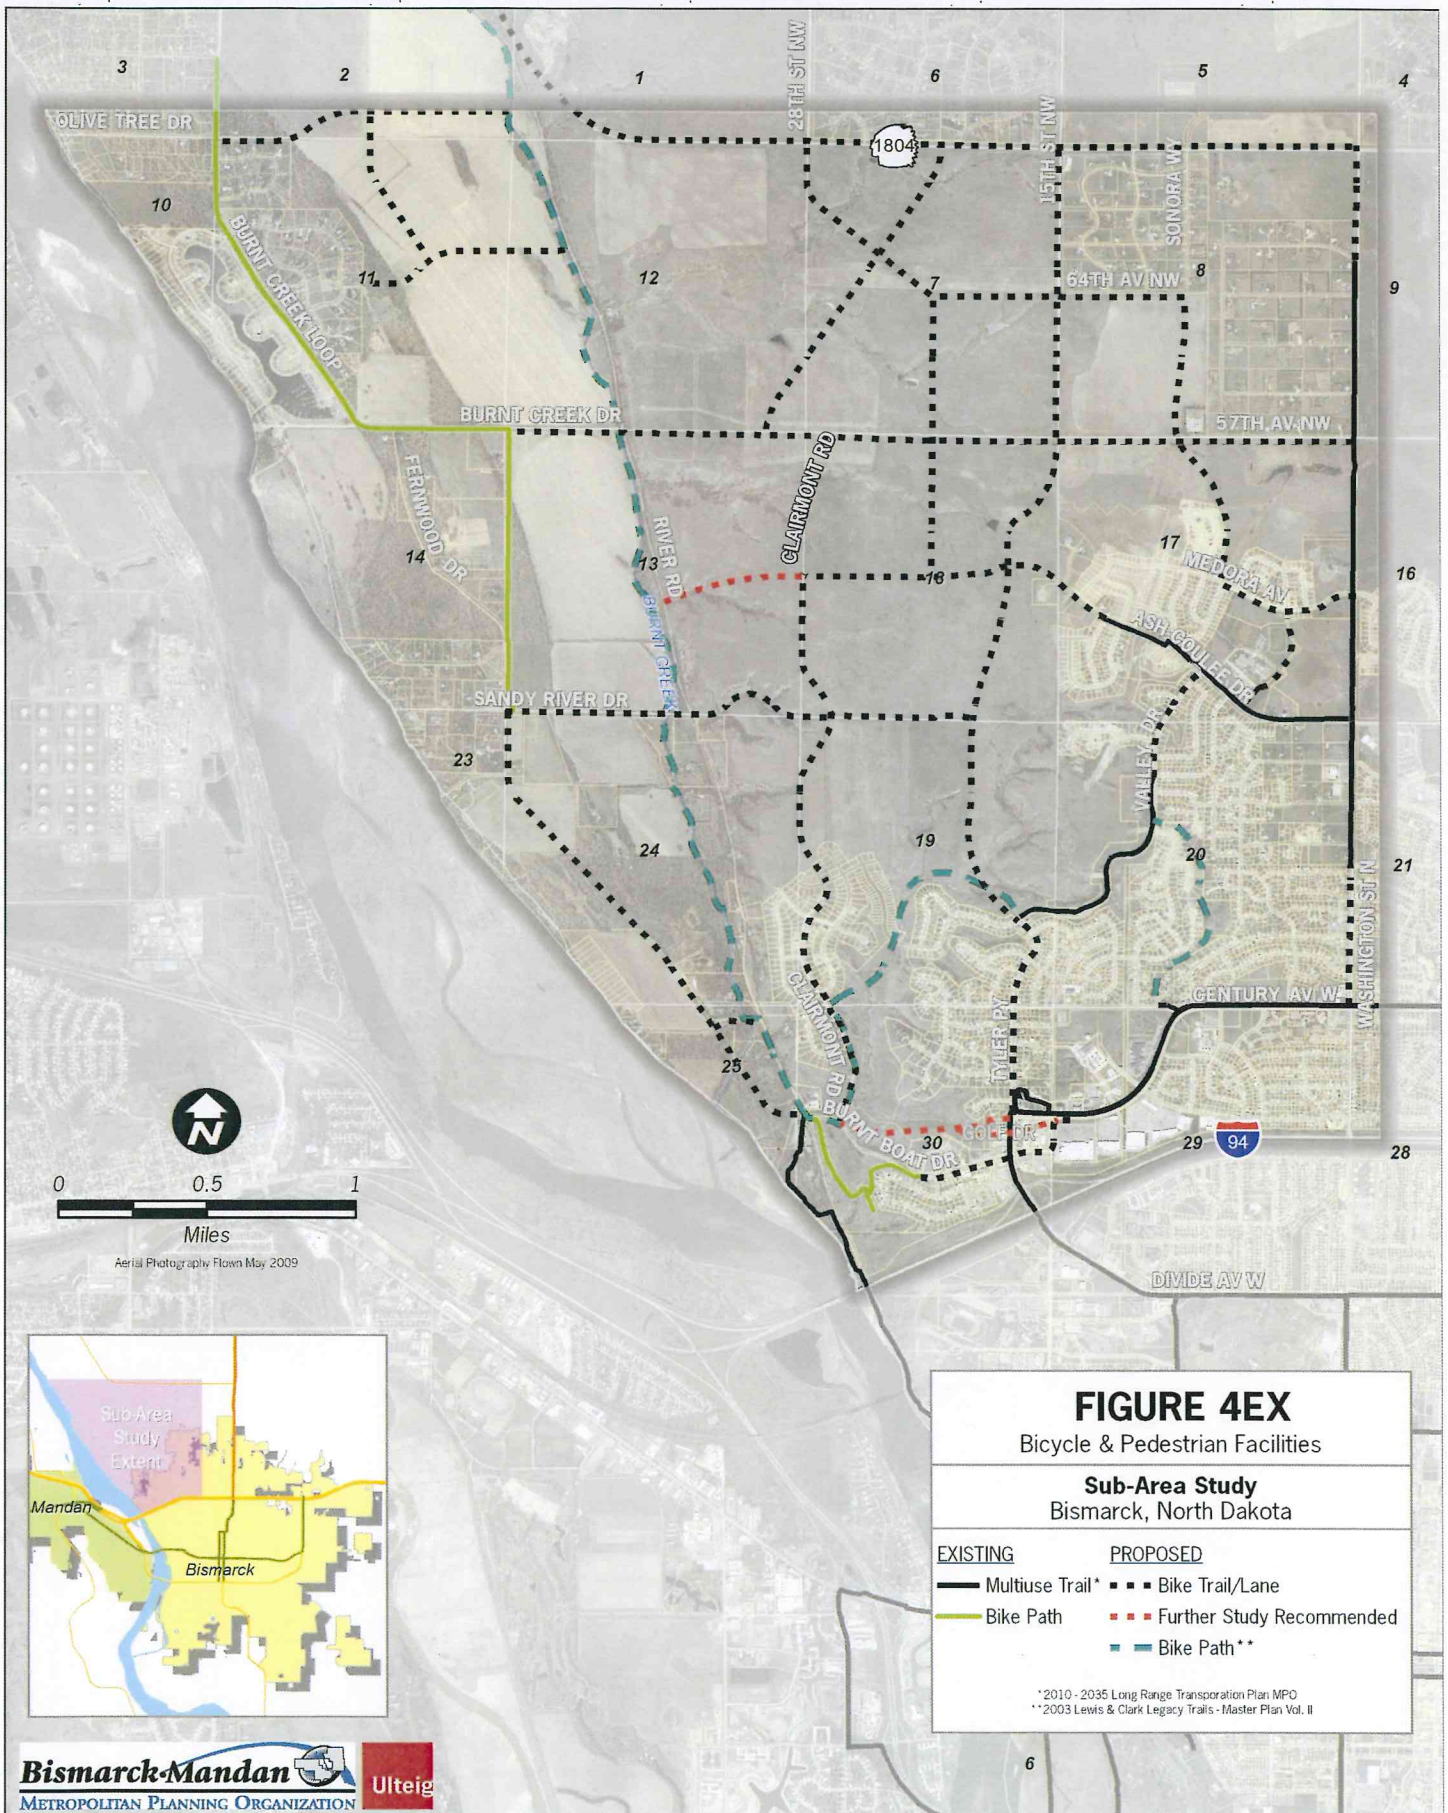 3
2
1
28TH ST NW
6
5
4
OLIVE TREE DR
1804
15TH ST NW
SONORA WY
10
BURNT CREEK LOOP
11
12
7
64TH AV NW
8
9
BURNT CREEK DR
57TH AV NW
CLAIRMONT RD
FERNWOOD DR
RIVER RD
14
13
17
MEDORA AV
18
16
BURNT CREEK
ASH COULEE DR
SANDY RIVER DR
VALLEY DR
23
24
19
20
21
WASHINGTON ST N
CLAIRMONT RD
CENTURY AV W
TYLER PY
25
BURNT BOAT DR
GOLF DR
30
29
94
28
N
0 0.5 1
Miles
Aerial Photography Flown May 2009
DIVIDE AV W
Sub-Area
Study
Extent
Mandan
Bismarck
FIGURE 4EX
Bicycle & Pedestrian Facilities
Sub-Area Study
Bismarck, North Dakota
EXISTING PROPOSED
Multiuse Trail* Bike Trail/Lane
Bike Path Further Study Recommended
Bike Path**
*2010 - 2035 Long Range Transporation Plan MPO
**2003 Lewis & Clark Legacy Trails - Master Plan Vol. II
6
Bismarck-Mandan
METROPOLITAN PLANNING ORGANIZATION
Ulteig